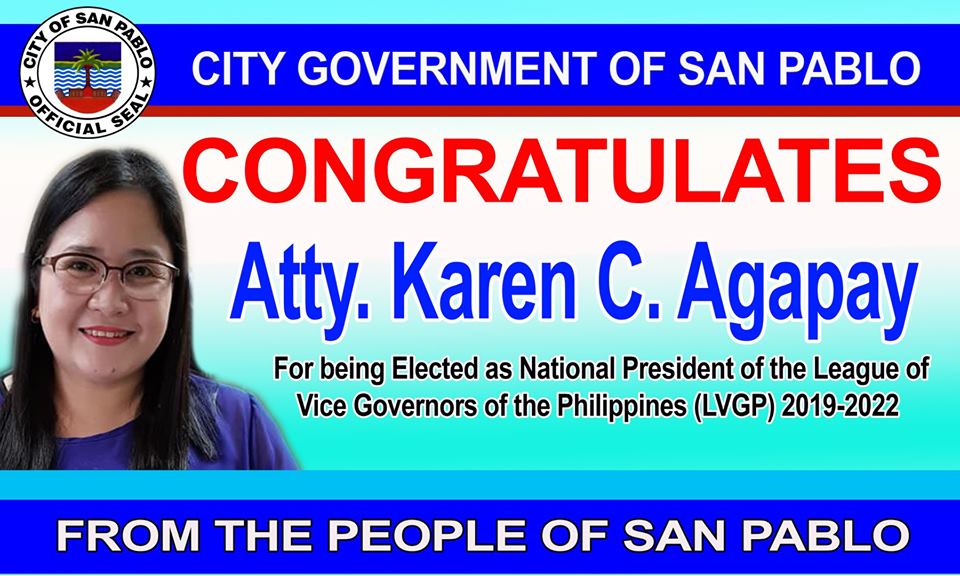 CITY OF SAN PABLO
OFFICIAL SEAL
CITY GOVERNMENT OF SAN PABLO
CONGRATULATES
Atty. Karen C. Agapay
For being Elected as National President of the League of
Vice Governors of the Philippines (LVGP) 2019-2022
FROM THE PEOPLE OF SAN PABLO